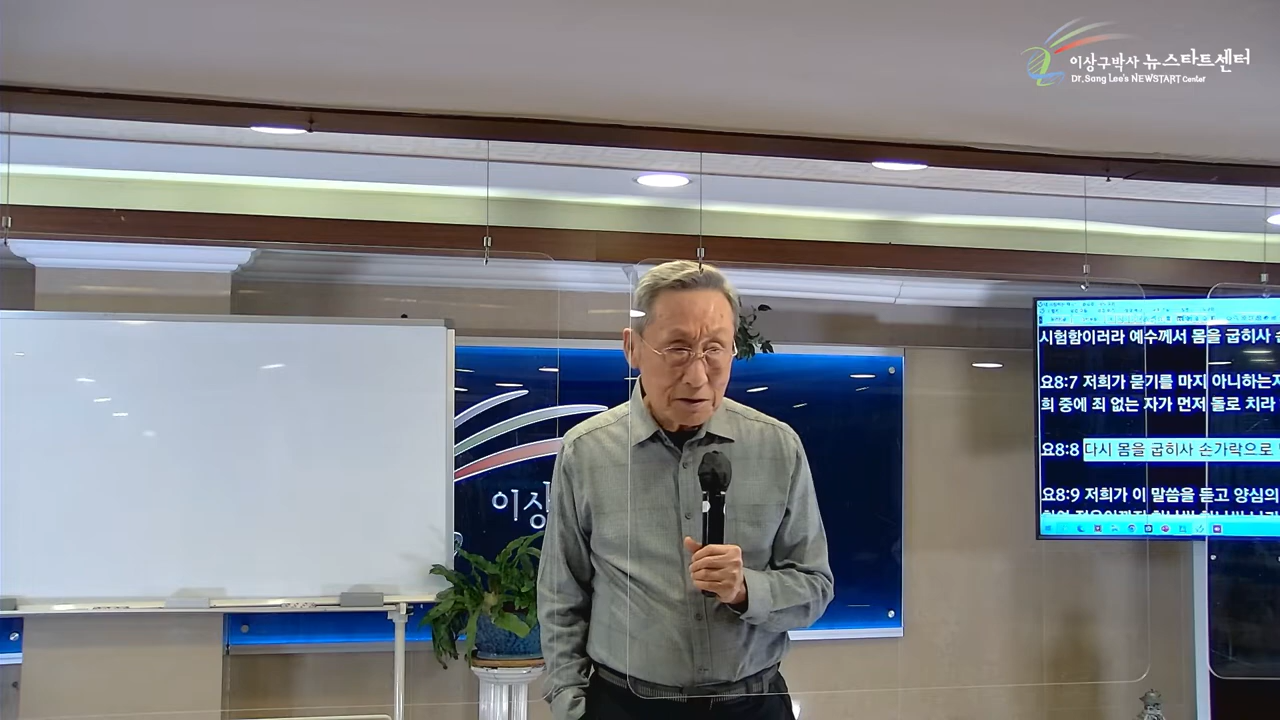 이상구박사 뉴스타트센터
Dr. Sang Lee's NEWSTART Center
이상
시험함이러라 예수께서 몸을 굽히사
요8:7 저희가 묻기를 마지 아니하는
희 중에 죄 없는 자가 먼저 돌로 치라
요8:8 다시 몸을 굽히사 손가락으로
요8:9 저희가 이 말씀을 듣고 양심의